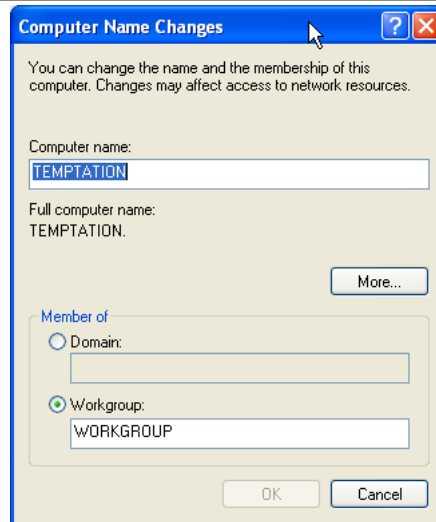 Computer Name Changes
You can change the name and the membership of this
computer. Changes may affect access to network resources.
Computer name:
TEMPTATION
Full computer name:
TEMPTATION.
More...
Member of
Domain:
Workgroup:
WORKGROUP
OK
Cancel